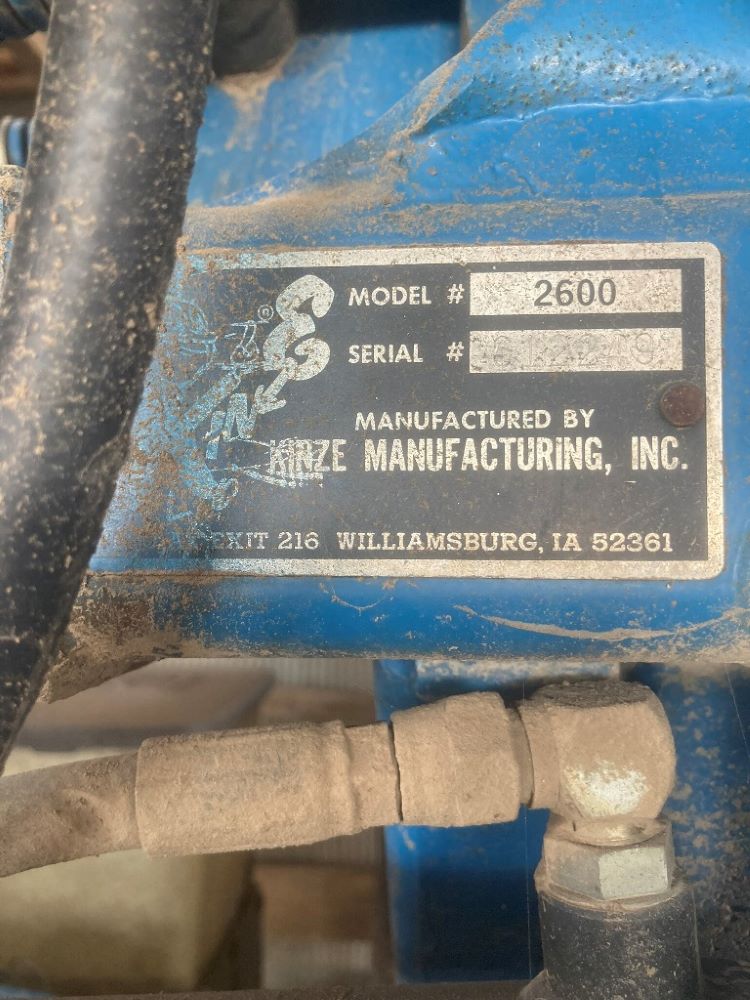 MODEL # 2600
SERIAL #
®
MANUFACTURED BY
KINZE MANUFACTURING, INC.
EXIT 216 WILLIAMSBURG, IA 52361